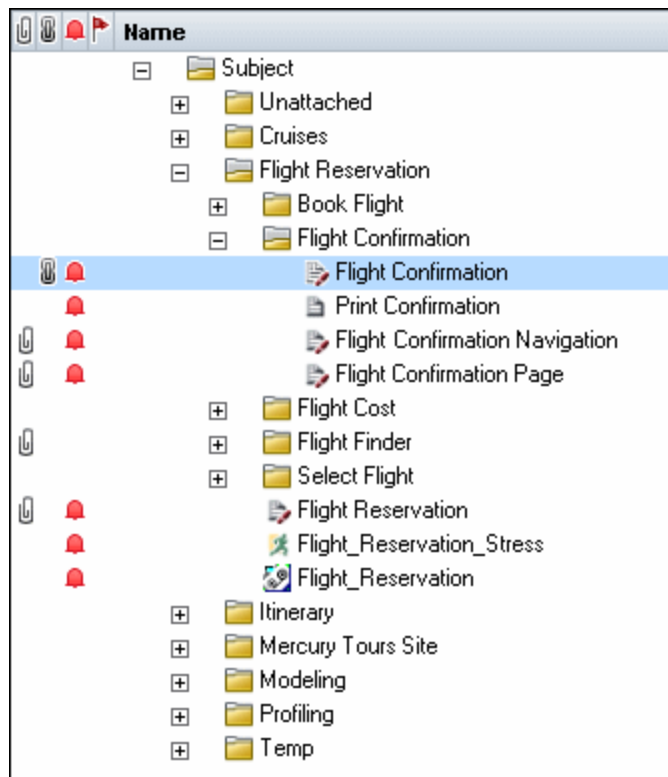 Name
Subject
Unattached
Cruises
Flight Reservation
Book Flight
Flight Confirmation
Flight Confirmation
Print Confirmation
Flight Confirmation Navigation
Flight Confirmation Page
Flight Cost
Flight Finder
Select Flight
Flight Reservation
Flight_Reservation_Stress
Flight_Reservation
Itinerary
Mercury Tours Site
Modeling
Profiling
Temp